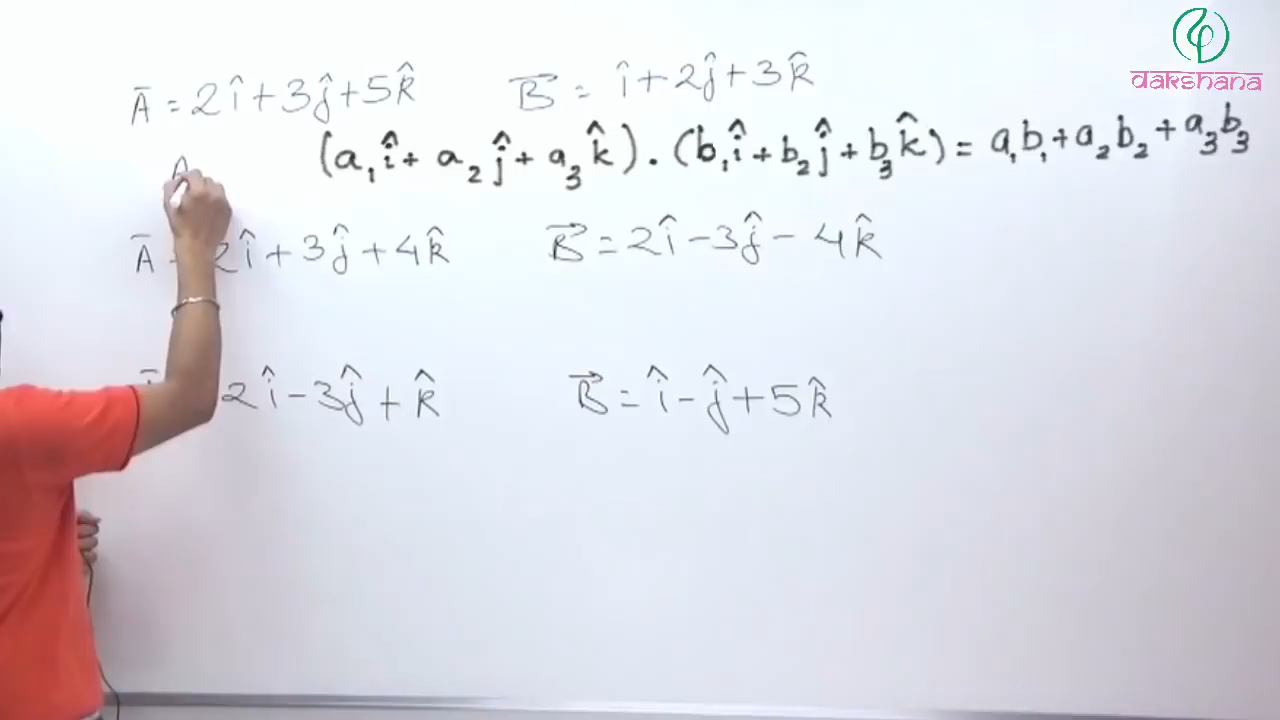 dakshana
A̅ = 2î + 3ĵ + 5k̂    B⃗ = î + 2ĵ + 3k̂
(a₁î + a₂ĵ + a₃k̂) . (b₁î + b₂ĵ + b₃k̂) = a₁b₁ + a₂b₂ + a₃b₃
A
A̅ 2î + 3ĵ + 4k̂    B⃗ = 2î - 3ĵ - 4k̂
2î - 3ĵ + k̂    B⃗ = î - ĵ + 5k̂